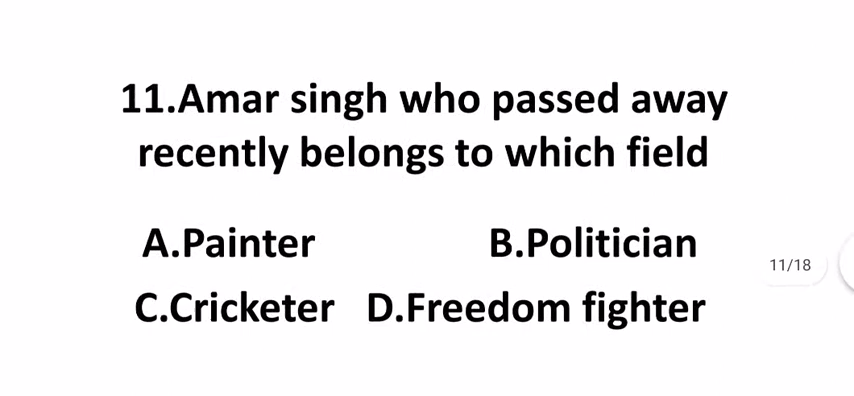 11.Amar singh who passed away
recently belongs to which field
A.Painter B.Politician
11/18
C.Cricketer D.Freedom fighter